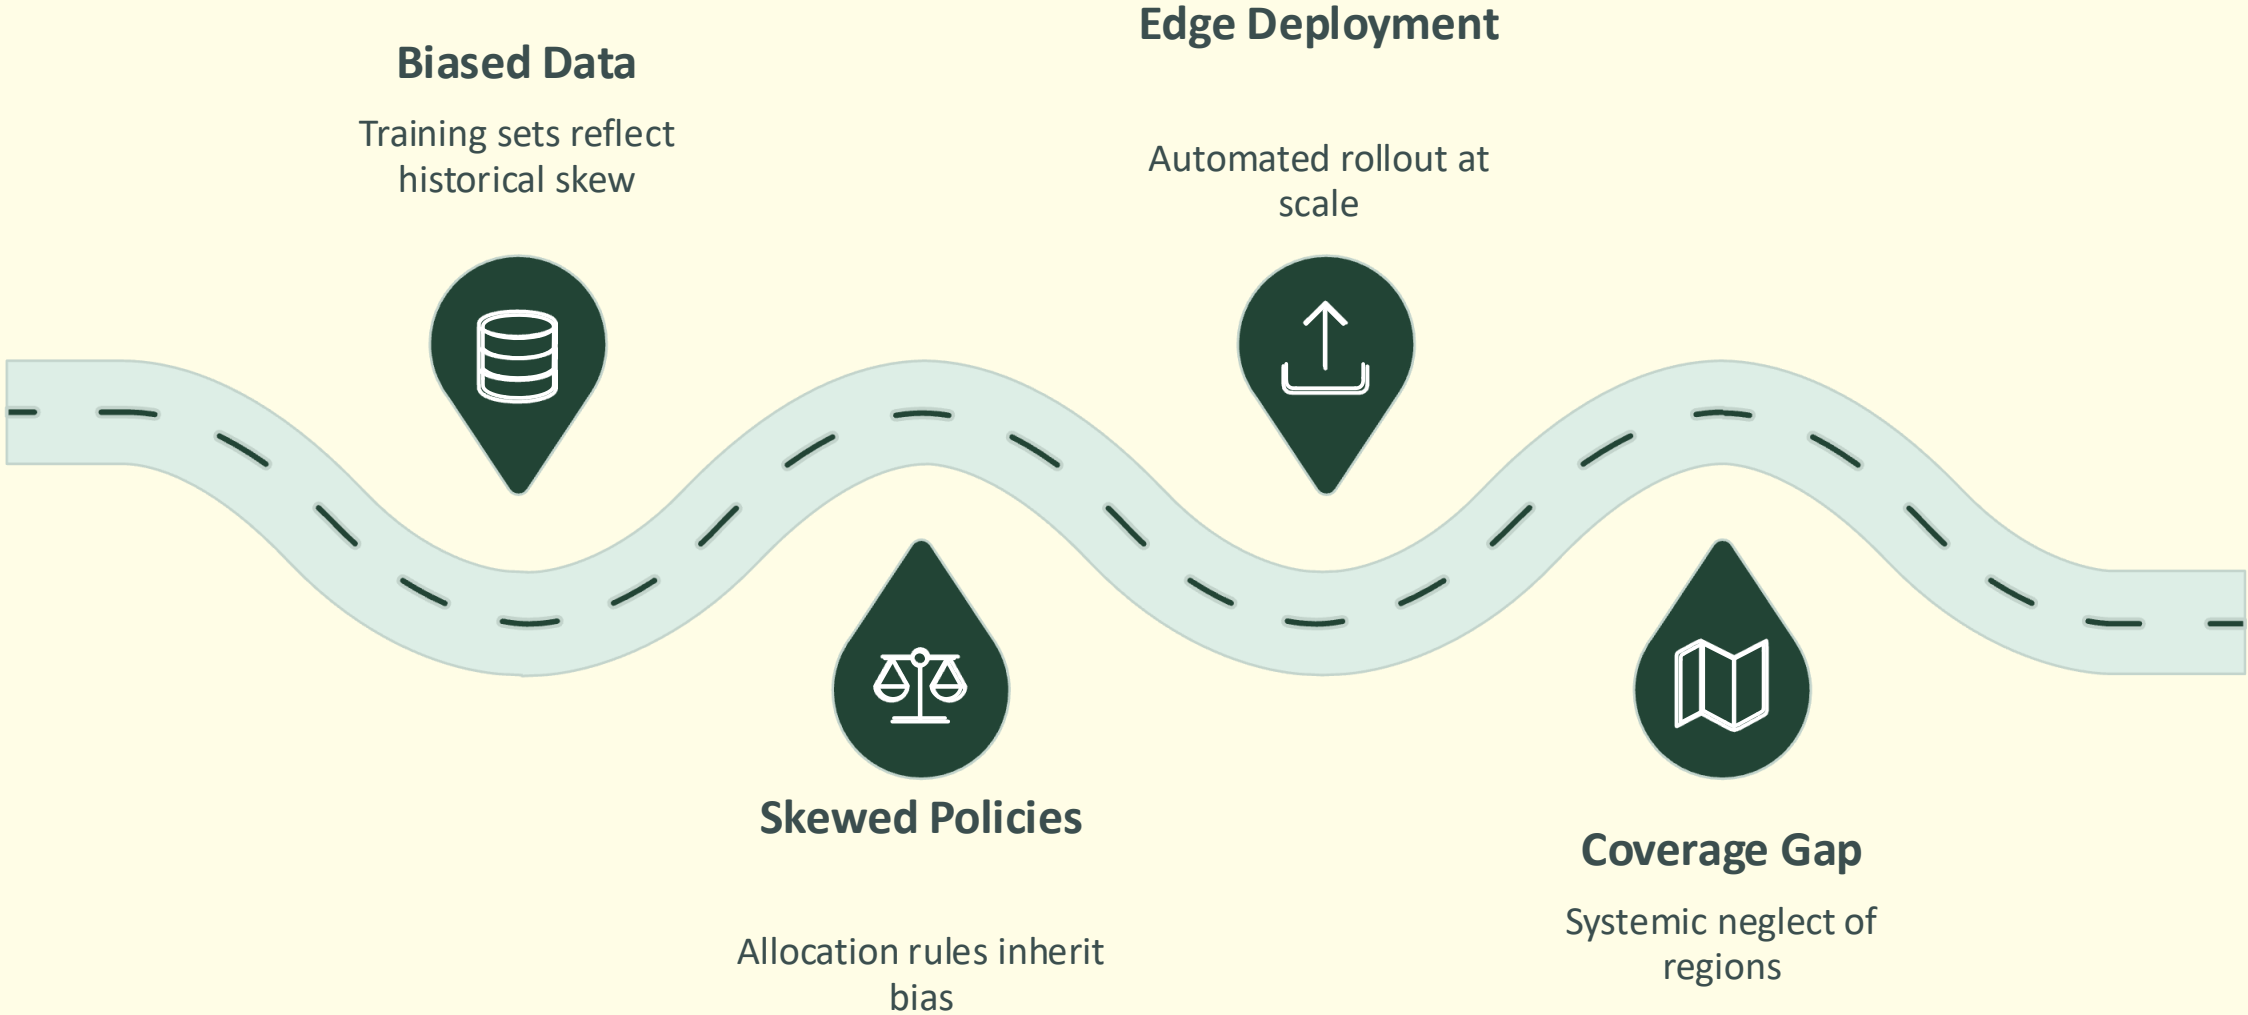 Biased Data
Training sets reflect
historical skew
Skewed Policies
Allocation rules inherit
bias
Edge Deployment
Automated rollout at
scale
Coverage Gap
Systemic neglect of
regions